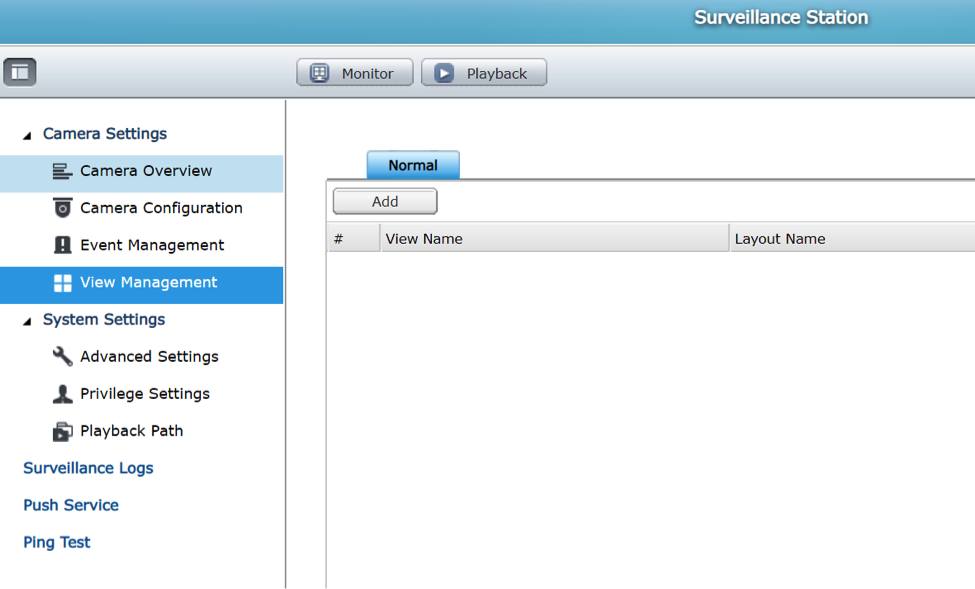 Surveillance Station
Monitor Playback
Camera Settings
Camera Overview
Camera Configuration
Event Management
View Management
System Settings
Advanced Settings
Privilege Settings
Playback Path
Surveillance Logs
Push Service
Ping Test
Normal
Add
# View Name Layout Name